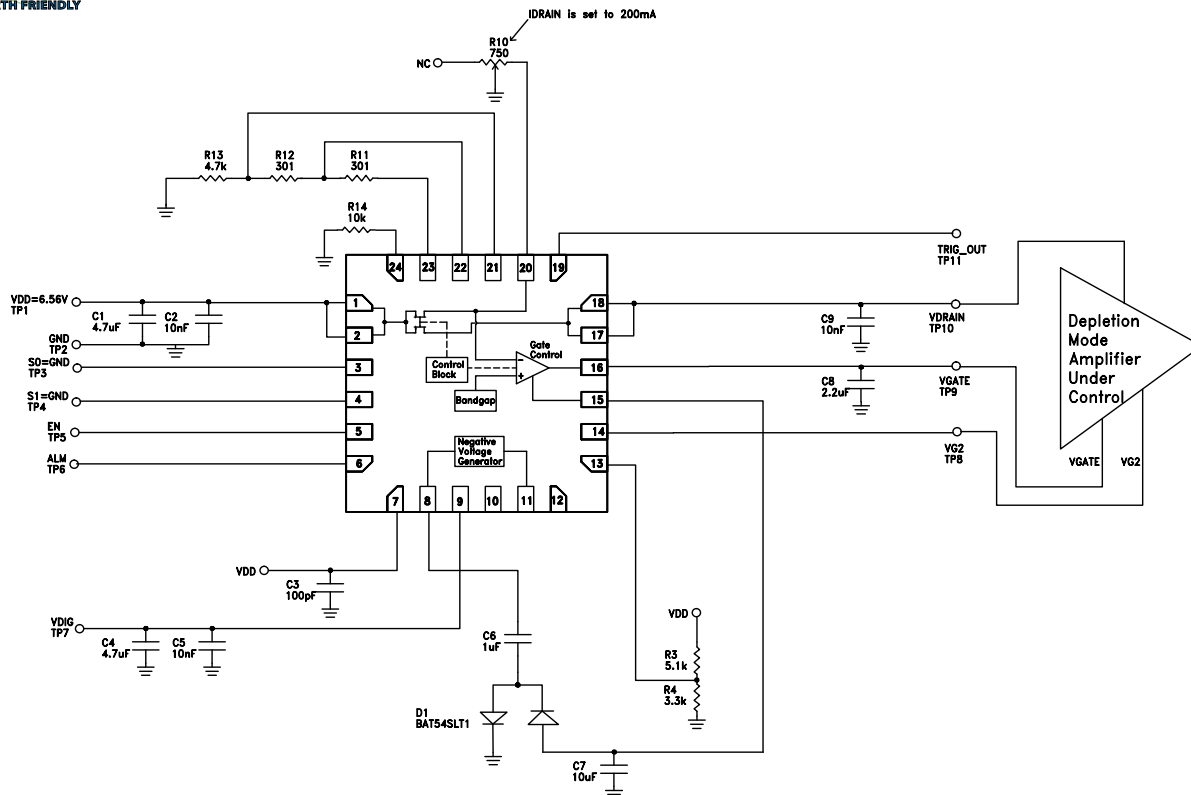 TH FRIENDLY
IDRAIN is set to 200mA
R10
750
NC
R13
4.7k
R12
301
R11
301
R14
10k
24
23
22
21
20
19
TRIG_OUT
TP11
VDD=6.56V
TP1
C1
4.7uF
C2
10nF
GND
TP2
S0=GND
TP3
S1=GND
TP4
EN
TP5
ALM
TP6
1
2
3
4
5
6
Control
Block
Bandgap
Gate
Control
Negative
Voltage
Generator
18
17
16
15
14
13
7
8
9
10
11
12
C9
10nF
VDRAIN
TP10
C8
2.2uF
VGATE
TP9
VG2
TP8
Depletion
Mode
Amplifier
Under
Control
VGATE
VG2
VDD
C3
100pF
VDIG
TP7
C4
4.7uF
C5
10nF
C6
1uF
D1
BAT54SLT1
C7
10uF
VDD
R3
5.1k
R4
3.3k